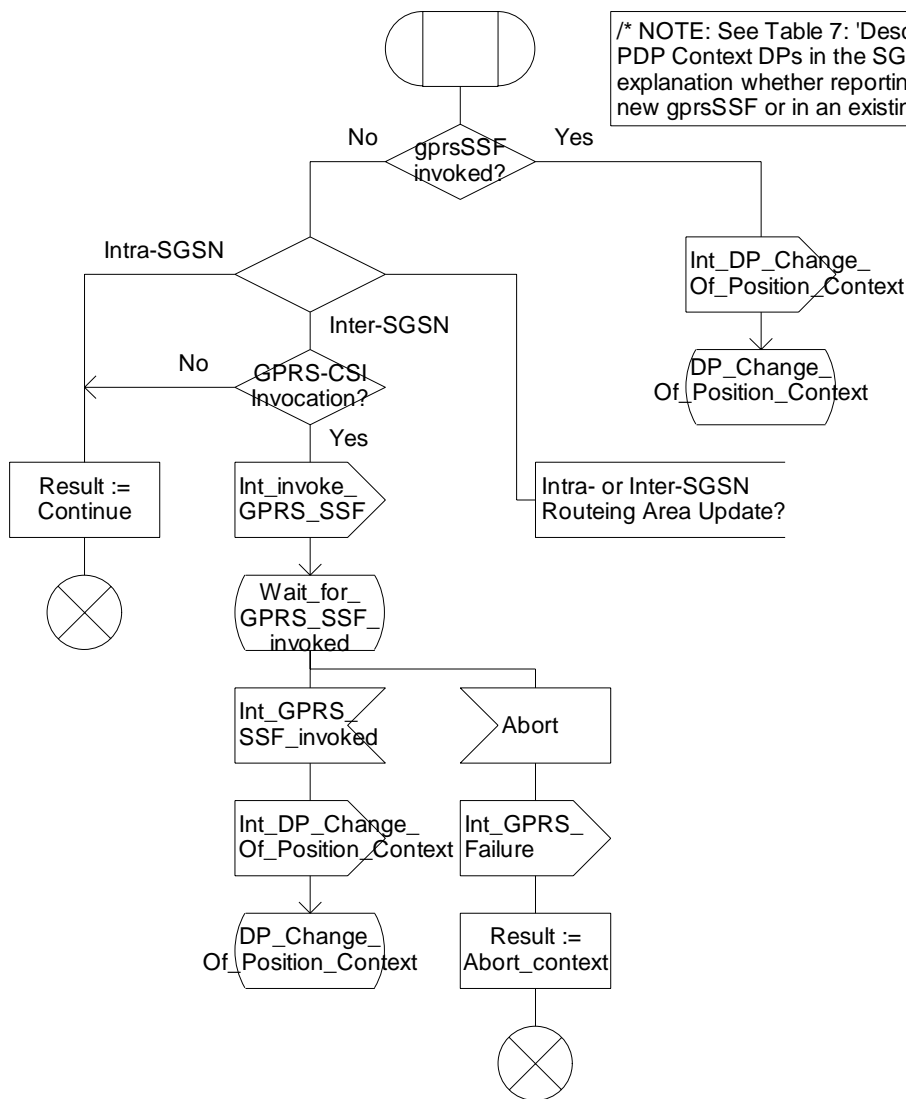 /* NOTE: See Table 7: 'Desc
PDP Context DPs in the SG
explanation whether reportin
new gprsSSF or in an existin
No
gprsSSF
invoked?
Yes
Intra-SGSN
Int_DP_Change_
Of_Position_Context
Inter-SGSN
No
GPRS-CSI
Invocation?
DP_Change_
Of_Position_Context
Yes
Result :=
Continue
Int_invoke_
GPRS_SSF
Intra- or Inter-SGSN
Routeing Area Update?
Wait_for_
GPRS_SSF_
invoked
Int_GPRS_
SSF_invoked
Abort
Int_DP_Change_
Of_Position_Context
Int_GPRS_
Failure
DP_Change_
Of_Position_Context
Result :=
Abort_context